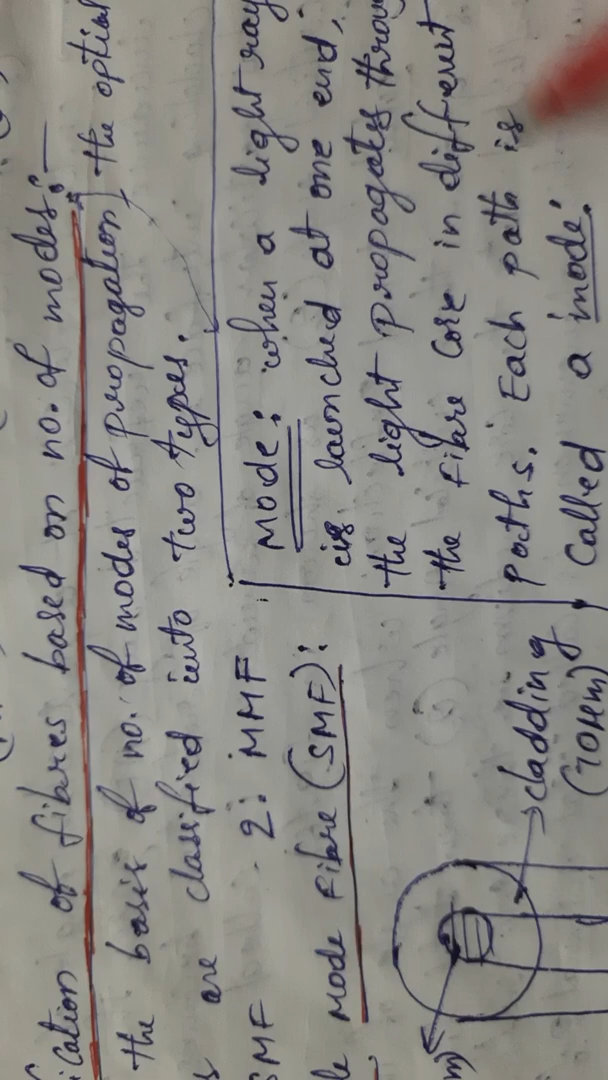 ication of fibres based on no. of modes:-
the basis of no. of modes of propagation, the optical
are classified into two types.
SMF 2: MMF
le Mode Fibre (SMF):
Mode: when a light ray
is launched at one end,
the light propagates throu
the fibre core in different
paths. Each path is
called a mode.
cladding
(70µm)
m)